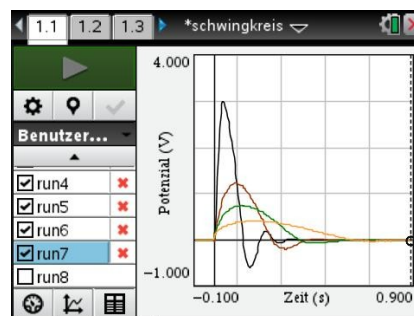 1.1 1.2 1.3 *schwingkreis
Benutzer...
run4
run5
run6
run7
run8
4.000
Potenzial (V)
-1.000
-0.100 Zeit (s) 0.900